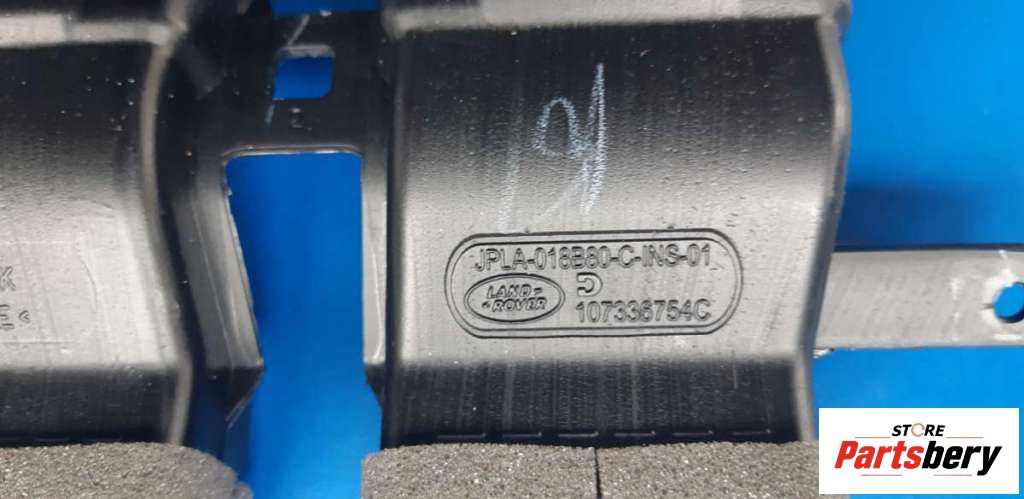 JPLA-018B80-C-INS-01
LAND-
-ROVER
107336754C
K
E<
STORE
Partsbery